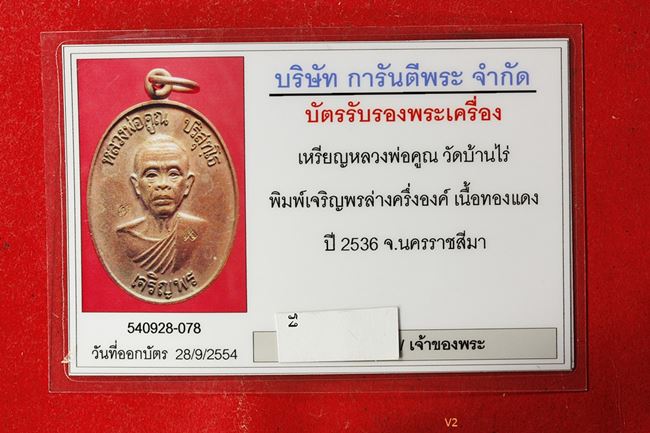 บริษัท การันตีพระ จำกัด
บัตรรับรองพระเครื่อง
เหรียญหลวงพ่อคูณ วัดบ้านไร่
พิมพ์เจริญพรล่างครึ่งองค์ เนื้อทองแดง
ปี 2536 จ.นครราชสีมา
หลวงพ่อคูณ ปริสุทฺโธ
เจริญพร
540928-078
วันที่ออกบัตร 28/9/2554
/ เจ้าของพระ
V2